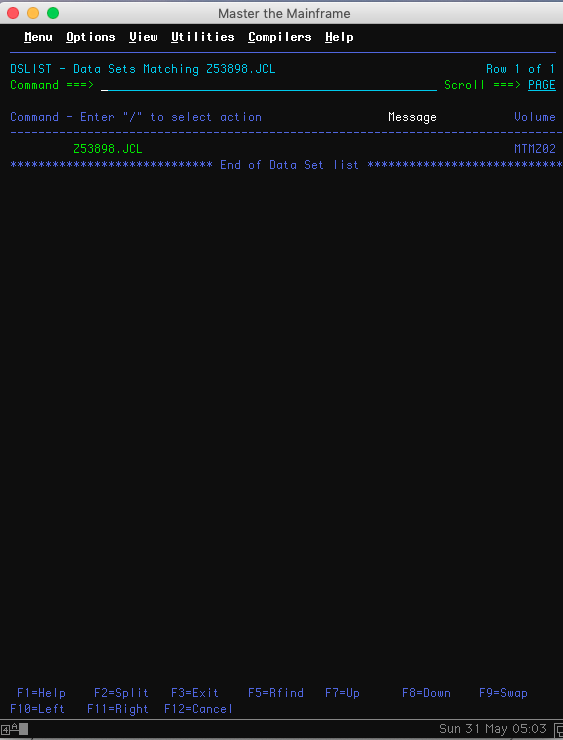 Master the Mainframe
Menu Options View Utilities Compilers Help
DSLIST - Data Sets Matching Z53898.JCL Row 1 of 1
Command ===> _ Scroll ===> PAGE
Command - Enter "/" to select action Message Volume
-------------------------------------------------------------------------------
Z53898.JCL MTMZ02
***************************** End of Data Set list ****************************
F1=Help F2=Split F3=Exit F5=Rfind F7=Up F8=Down F9=Swap
F10=Left F11=Right F12=Cancel
4 A Sun 31 May 05:03